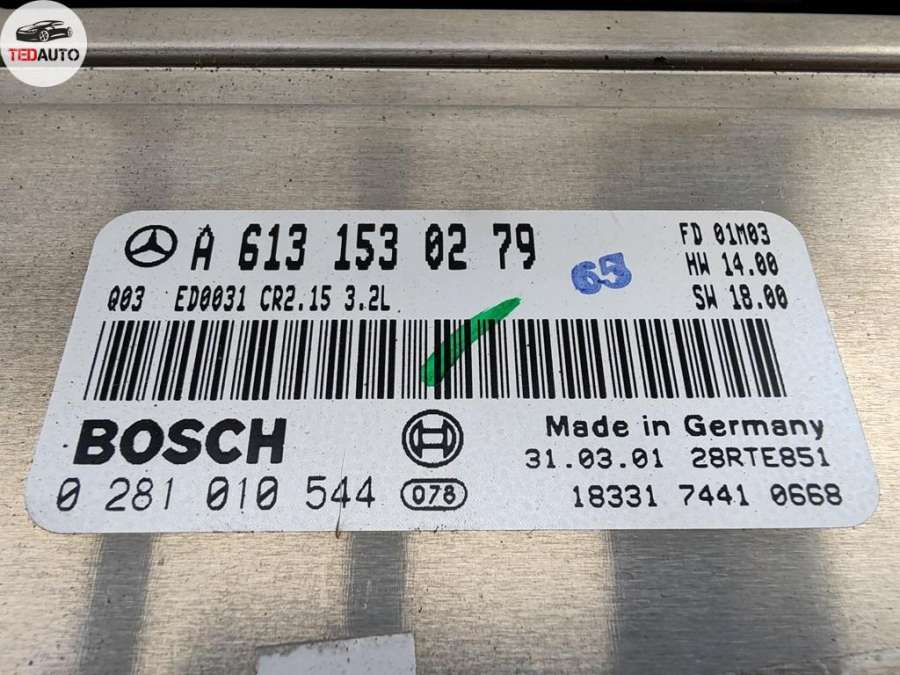 TEDAUTO
A 613 153 02 79
FD 01M03
HW 14.00
65
Q03 ED0031 CR2.15 3.2L
SW 18.00
BOSCH
Made in Germany
31.03.01 28RTE851
0 281 010 544 078
18331 7441 0668